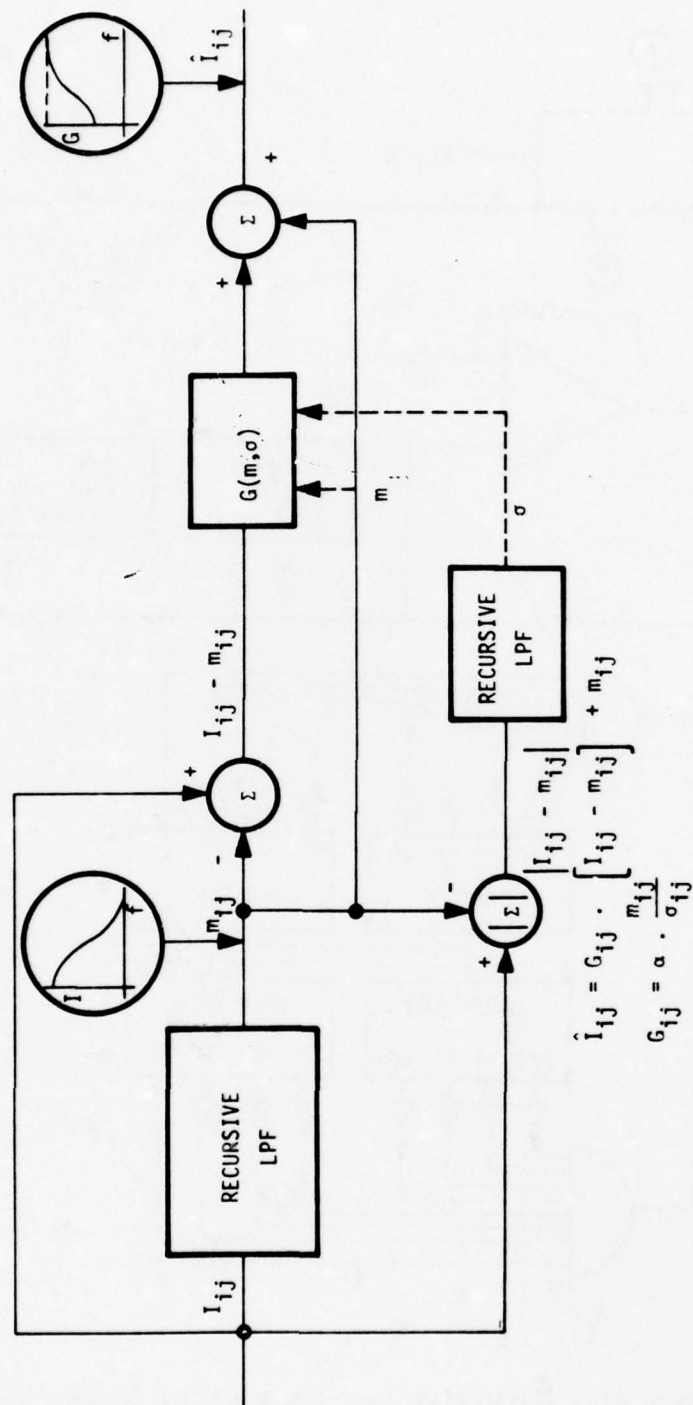 I_ij
RECURSIVE
LPF
I
f
m_ij
-
+
Σ
I_ij - m_ij
G(m,σ)
+
Σ
+
G
f
Î_ij
m
+
-
|Σ|
|I_ij - m_ij|
RECURSIVE
LPF
σ
Î_ij = G_ij · [I_ij - m_ij] + m_ij
G_ij = α · m_ij / σ_ij